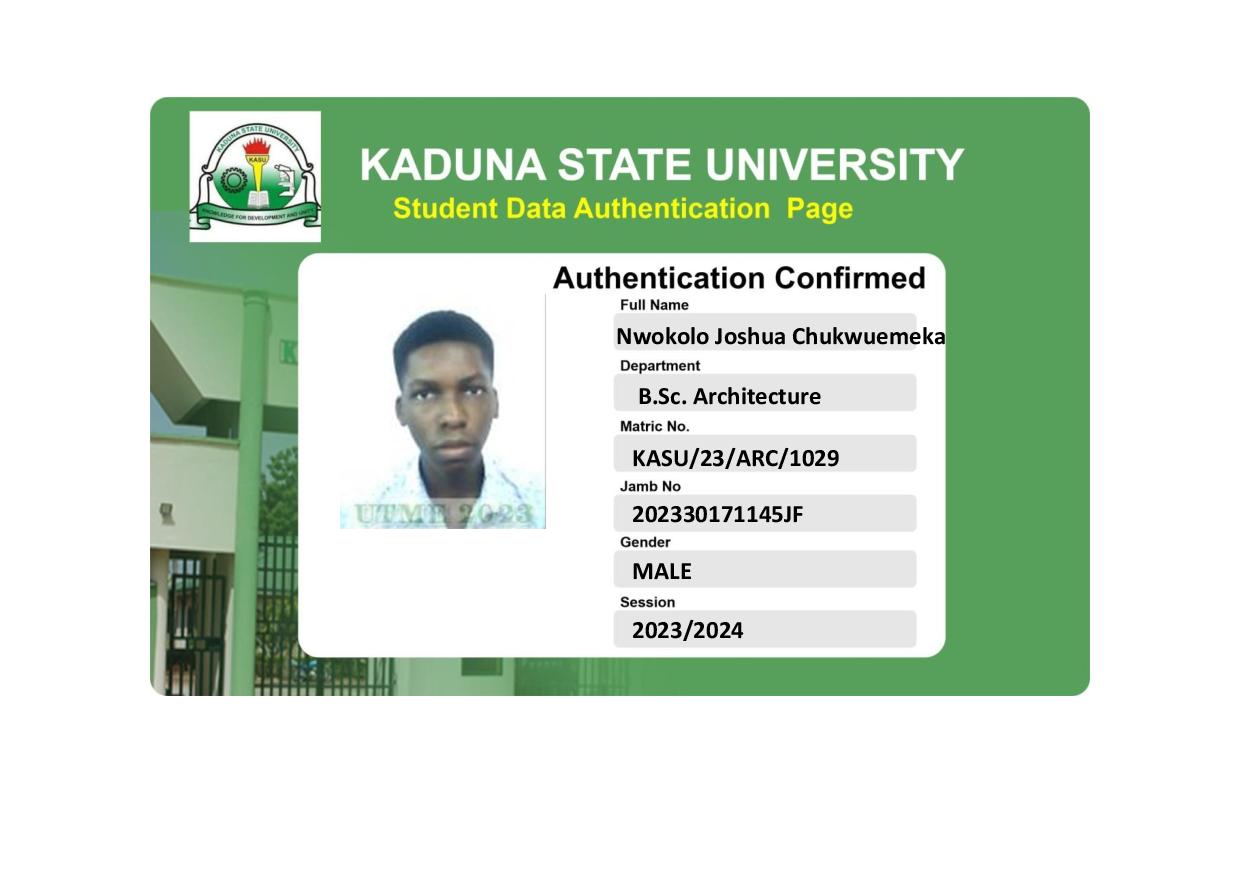 KADUNA STATE UNIVERSITY
KASU
KNOWLEDGE FOR DEVELOPMENT AND UNITY
KADUNA STATE UNIVERSITY
Student Data Authentication Page
Authentication Confirmed
Full Name
Nwokolo Joshua Chukwuemeka
Department
B.Sc. Architecture
Matric No.
KASU/23/ARC/1029
Jamb No
202330171145JF
Gender
MALE
Session
2023/2024
UTME 2023
K